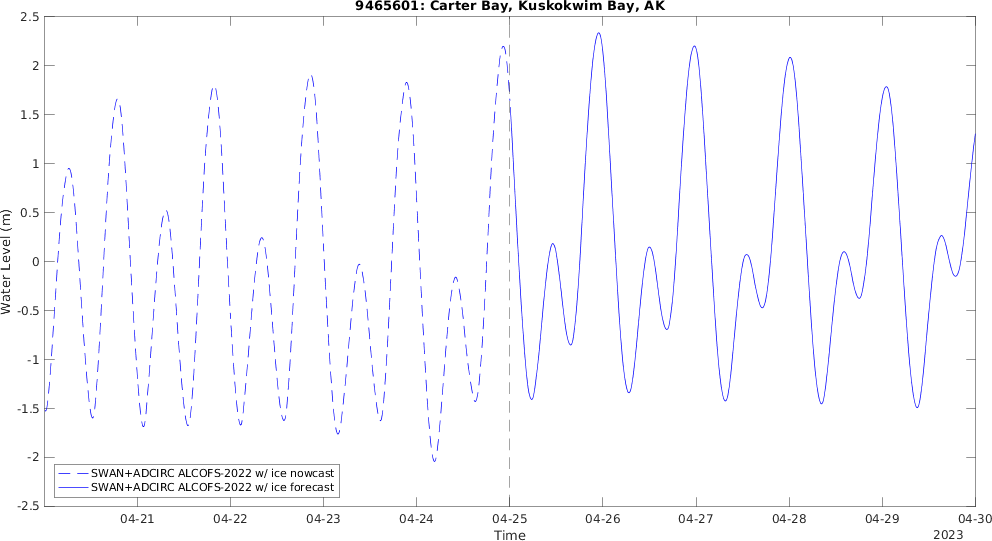 9465601: Carter Bay, Kuskokwim Bay, AK
2.5
2
1.5
1
0.5
0
-0.5
-1
-1.5
-2
-2.5
Water Level (m)
SWAN+ADCIRC ALCOFS-2022 w/ ice nowcast
SWAN+ADCIRC ALCOFS-2022 w/ ice forecast
04-21 04-22 04-23 04-24 04-25 04-26 04-27 04-28 04-29 04-30
Time
2023